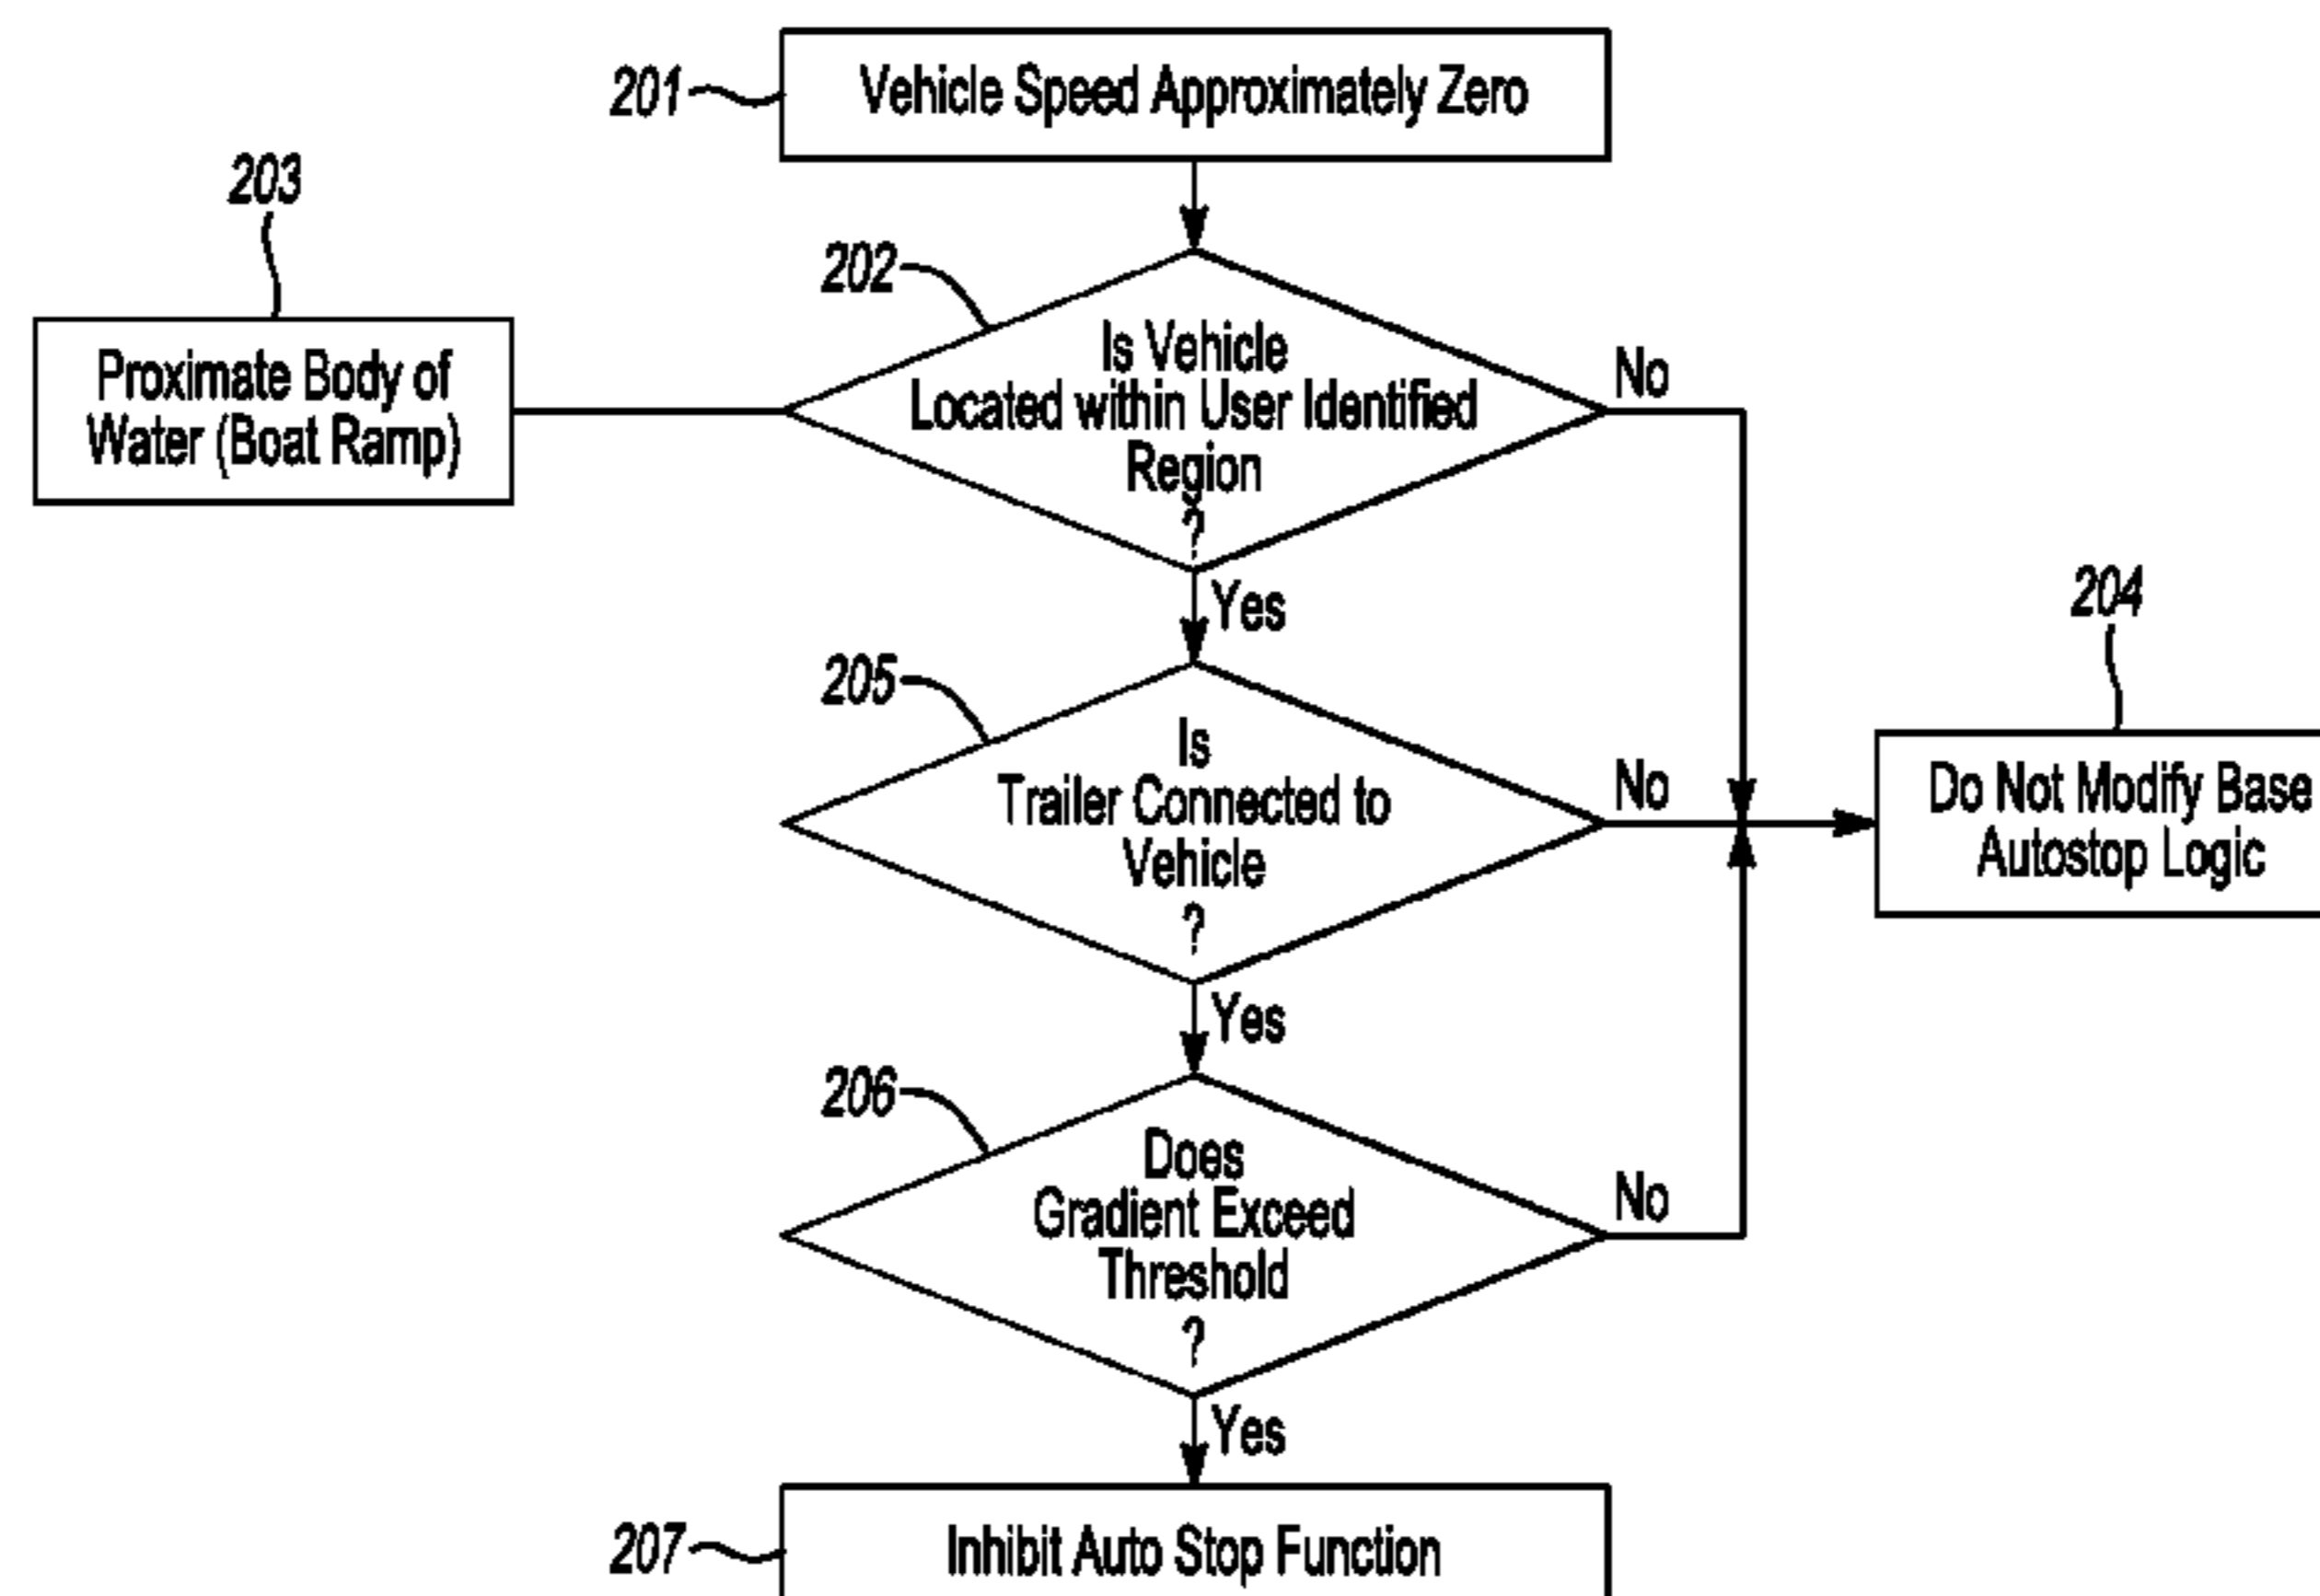 201
Vehicle Speed Approximately Zero
203
202
Proximate Body of
Water (Boat Ramp)
Is Vehicle
Located within User Identified
Region
?
No
Yes
204
205
Is
Trailer Connected to
Vehicle
?
No
Do Not Modify Base
Autostop Logic
Yes
206
Does
Gradient Exceed
Threshold
?
No
Yes
207
Inhibit Auto Stop Function